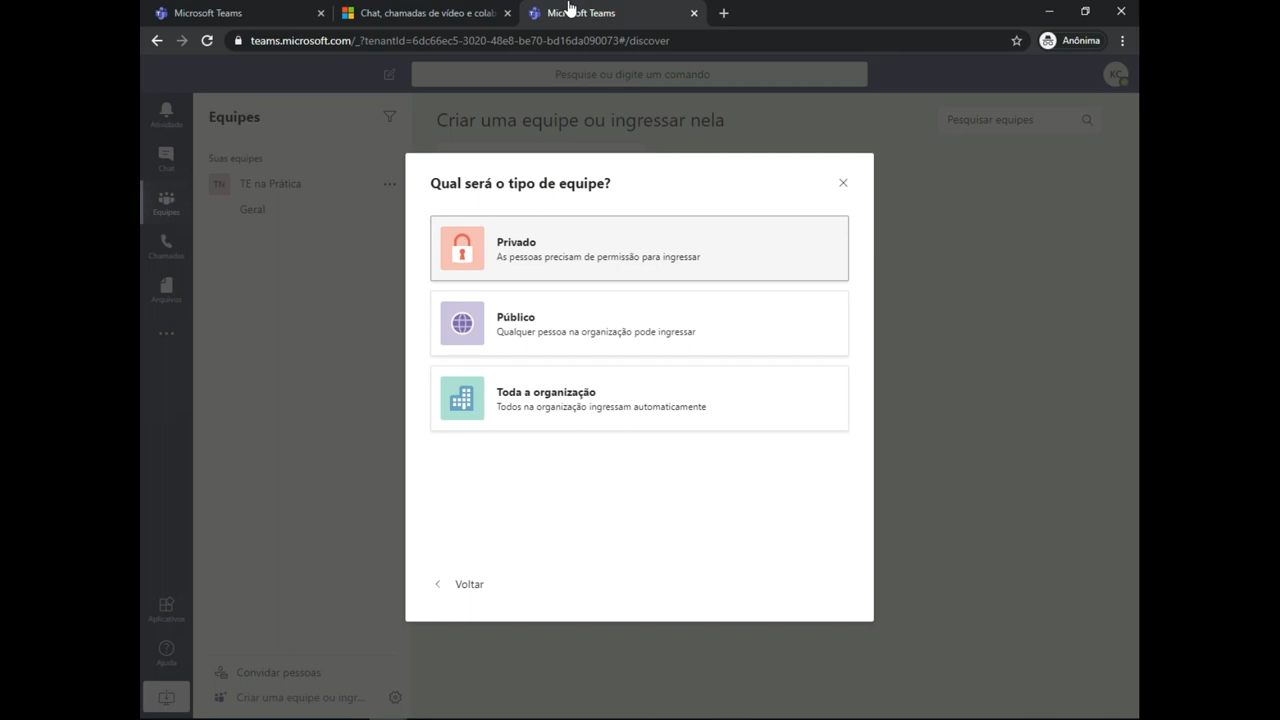 Microsoft Teams
Chat, chamadas de vídeo e colab
Microsoft Teams
teams.microsoft.com/_?tenantId=6dc66ec5-3020-48e8-be70-bd16da090073#/discover
Anônima
Pesquise ou digite um comando
KC
Atividade
Chat
Equipes
Chamadas
Arquivos
Aplicativos
Ajuda
Equipes
Suas equipes
TN TE na Prática
Geral
Convidar pessoas
Criar uma equipe ou ingr...
Criar uma equipe ou ingressar nela
Pesquisar equipes
Qual será o tipo de equipe?
Privado
As pessoas precisam de permissão para ingressar
Público
Qualquer pessoa na organização pode ingressar
Toda a organização
Todos na organização ingressam automaticamente
Voltar